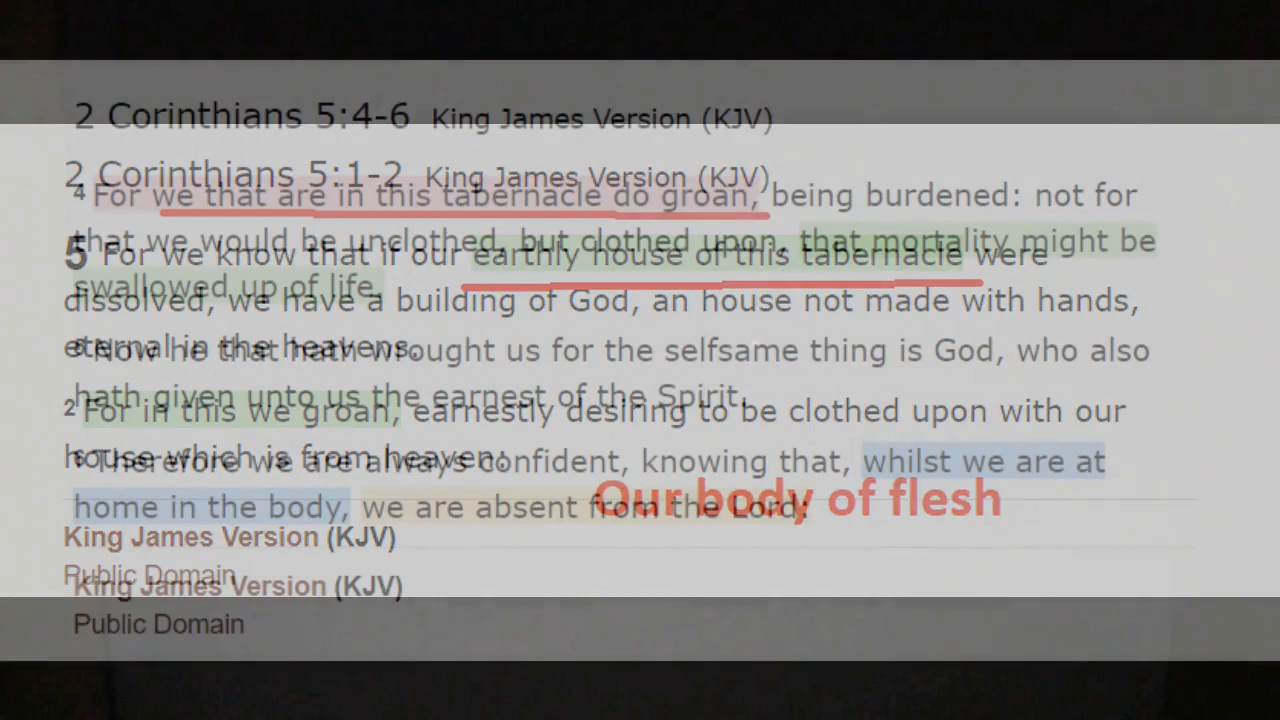 2 Corinthians 5:4-6 King James Version (KJV)
2 Corinthians 5:1-2 King James Version (KJV)
4 For we that are in this tabernacle do groan, being burdened: not for
that we would be unclothed, but clothed upon, that mortality might be
5 For we know that if our earthly house of this tabernacle were
swallowed up of life.
dissolved, we have a building of God, an house not made with hands,
eternal in the heavens.
5 Now he that hath wrought us for the selfsame thing is God, who also
hath given unto us the earnest of the Spirit.
2 For in this we groan, earnestly desiring to be clothed upon with our
house which is from heaven:
6 Therefore we are always confident, knowing that, whilst we are at
home in the body, we are absent from the Lord:
Our body of flesh
King James Version (KJV)
Public Domain
King James Version (KJV)
Public Domain